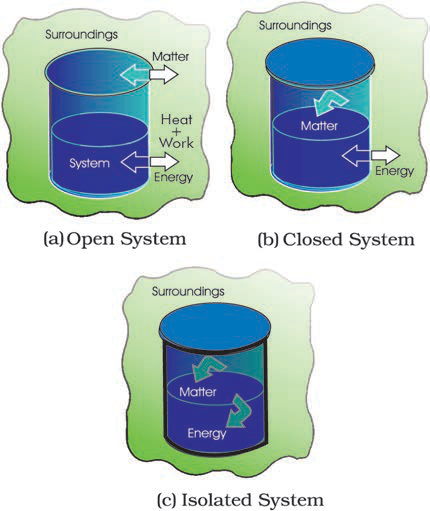 Surroundings
Matter
Heat
+
Work
System
Energy
(a) Open System
Surroundings
Matter
Energy
(b) Closed System
Surroundings
Matter
Energy
(c) Isolated System